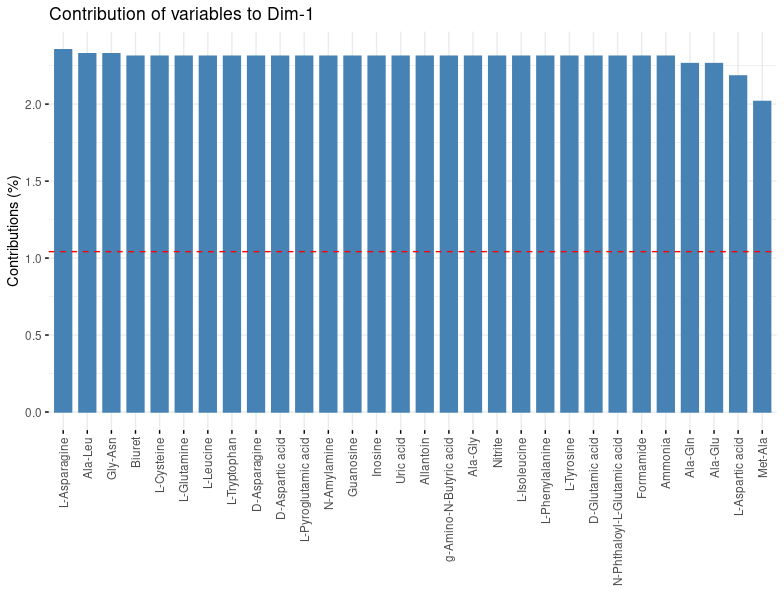 Contribution of variables to Dim-1
Contributions (%)
2.0
1.5
1.0
0.5
0.0
L-Asparagine
Ala-Leu
Gly-Asn
Biuret
L-Cysteine
L-Glutamine
L-Leucine
L-Tryptophan
D-Asparagine
D-Aspartic acid
L-Pyroglutamic acid
N-Amylamine
Guanosine
Inosine
Uric acid
Allantoin
g-Amino-N-Butyric acid
Ala-Gly
Nitrite
L-Isoleucine
L-Phenylalanine
L-Tyrosine
D-Glutamic acid
N-Phthaloyl-L-Glutamic acid
Formamide
Ammonia
Ala-Gln
Ala-Glu
L-Aspartic acid
Met-Ala